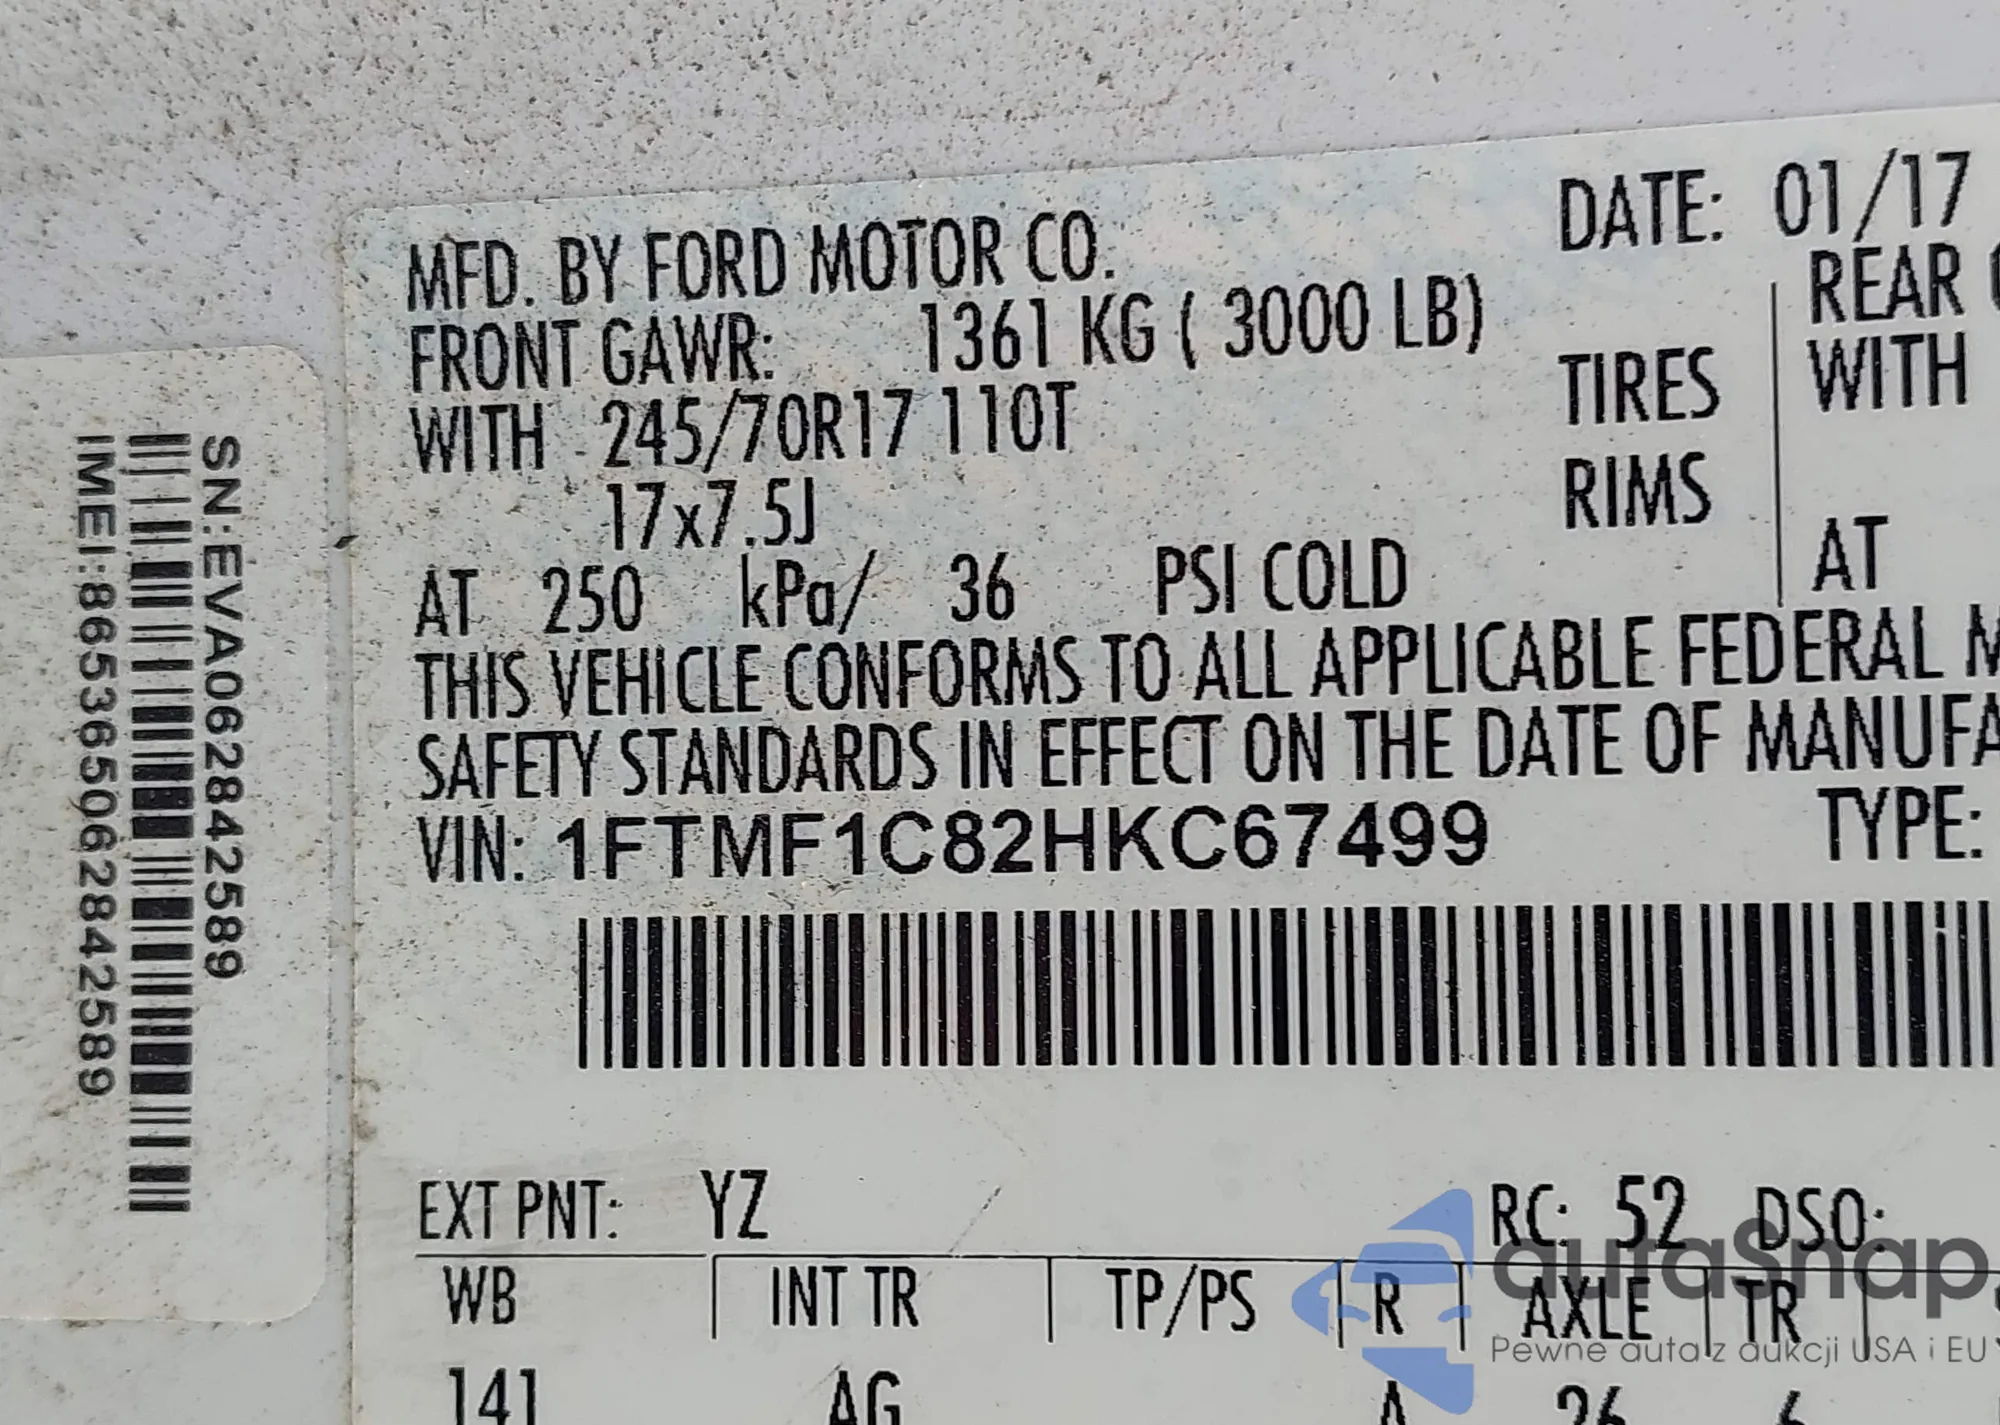 MFD. BY FORD MOTOR CO.
DATE: 01/17
FRONT GAWR: 1361 KG ( 3000 LB)
REAR
WITH 245/70R17 110T
TIRES
WITH
17x7.5J
RIMS
AT 250 kPa/ 36 PSI COLD
AT
THIS VEHICLE CONFORMS TO ALL APPLICABLE FEDERAL M
SAFETY STANDARDS IN EFFECT ON THE DATE OF MANUFA
VIN: 1FTMF1C82HKC67499
TYPE:
EXT PNT: YZ
RC: 52 DSO:
WB INT TR TP/PS R AXLE TR
141 AG A 26 6
SN:EVA062842589
IMEI:865365062842589
autaSnap
Pewne auta z aukcji USA i EU